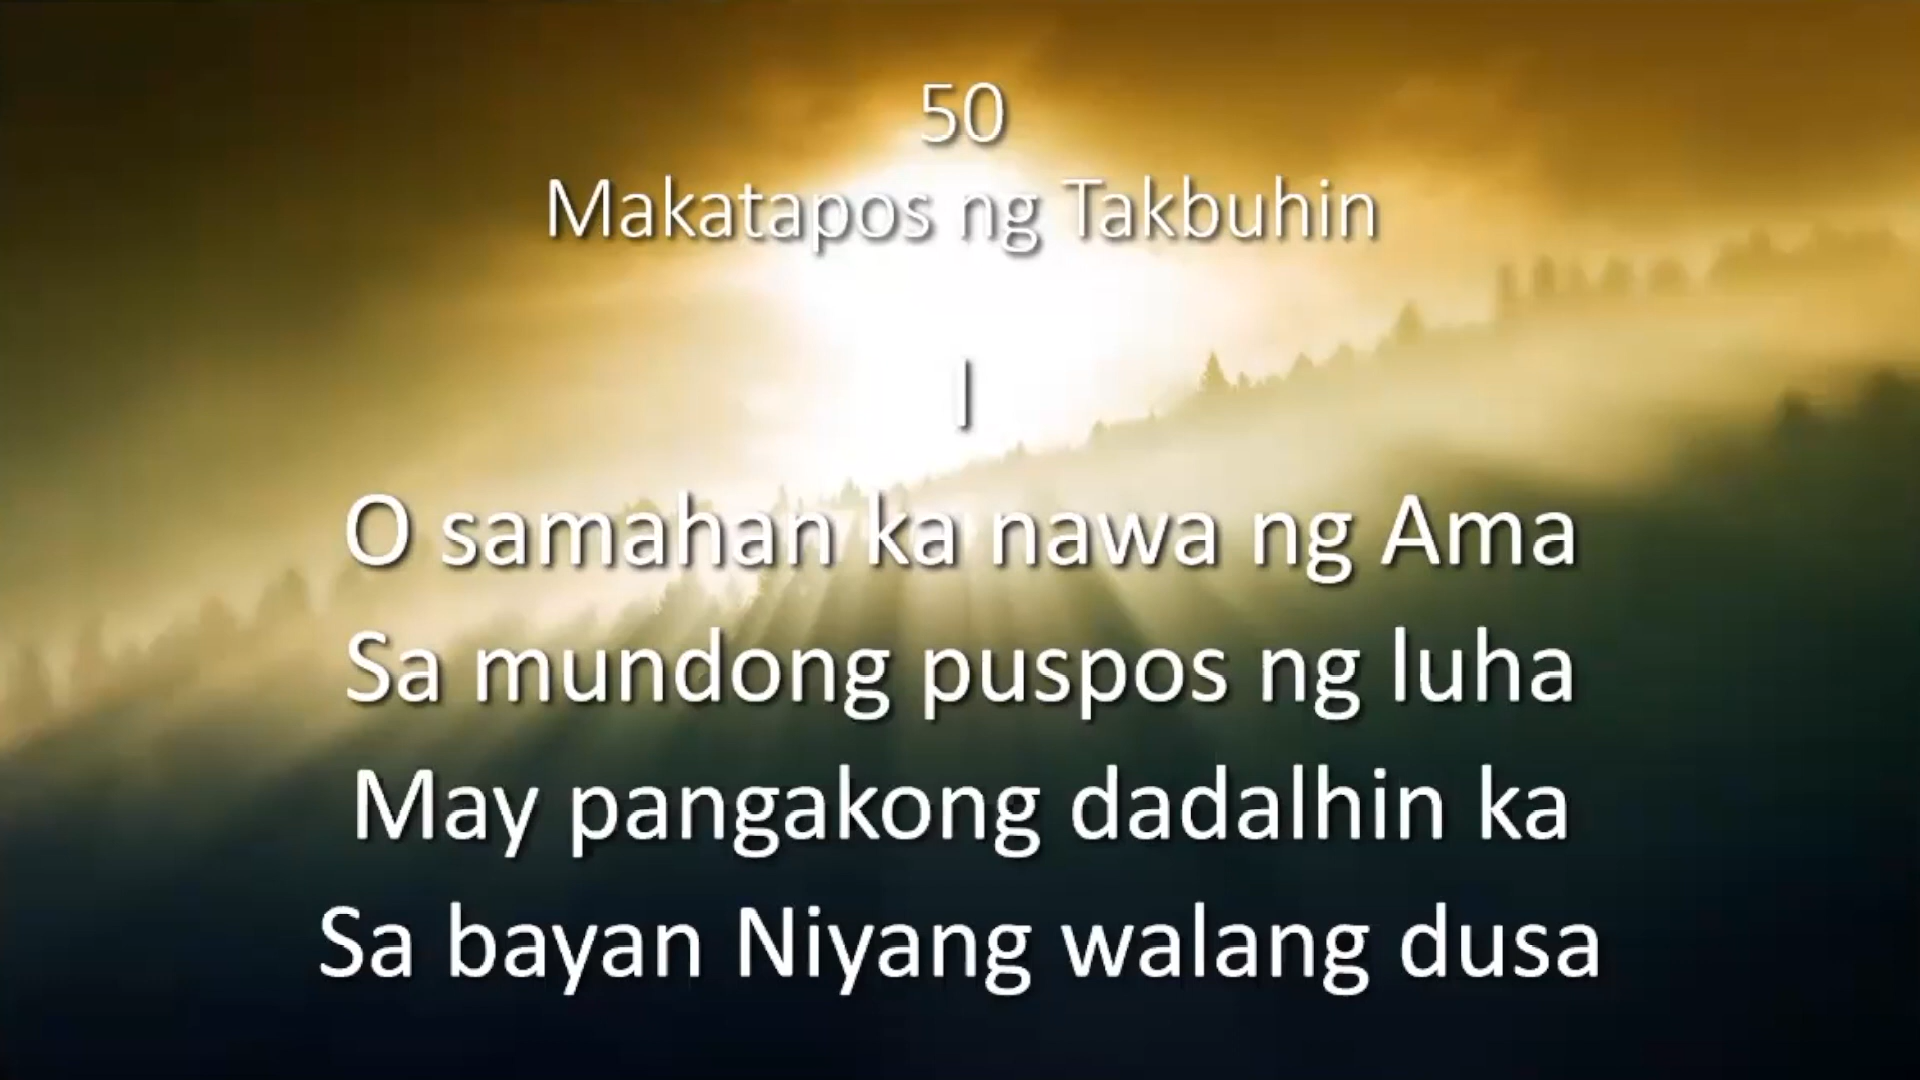 50
Makatapos ng Takbuhin
I
O samahan ka nawa ng Ama
Sa mundong puspos ng luha
May pangakong dadalhin ka
Sa bayan Niyang walang dusa